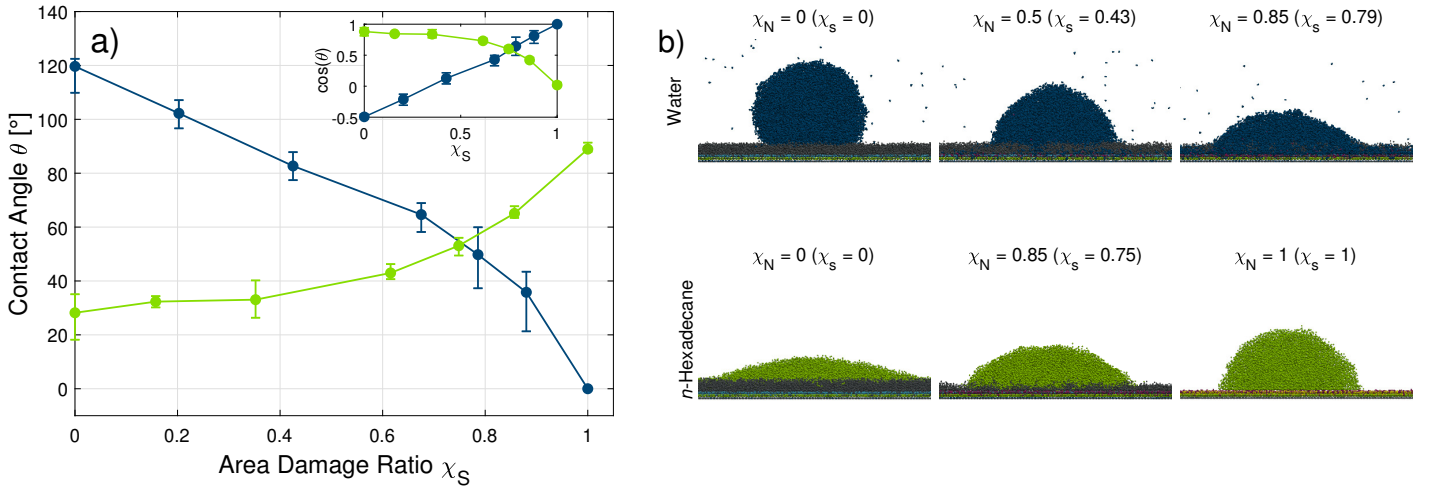 a)
120
100
80
60
40
20
0
Contact Angle θ [°]
0
0.2
0.4
0.6
0.8
1
Area Damage Ratio χS
1
0.5
0
-0.5
cos(θ)
0
0.5
1
χS
b)
χN = 0 (χs = 0)
χN = 0.5 (χs = 0.43)
χN = 0.85 (χs = 0.79)
Water
χN = 0 (χs = 0)
χN = 0.85 (χs = 0.75)
χN = 1 (χs = 1)
n-Hexadecane